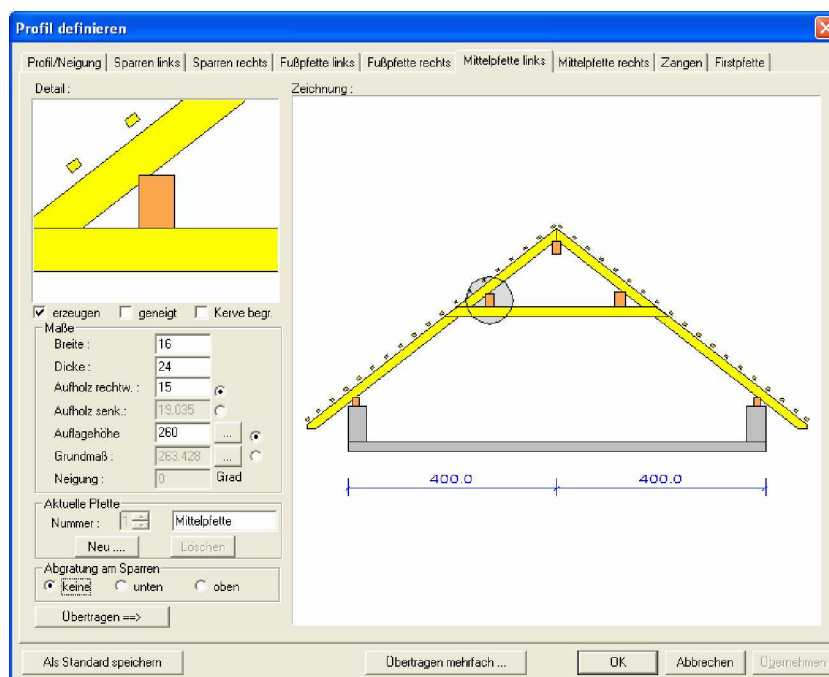 Profil definieren
Profil/Neigung Sparren links Sparren rechts Fußpfette links Fußpfette rechts Mittelpfette links Mittelpfette rechts Zangen Firstpfette
Detail :
Zeichnung :
erzeugen geneigt Kerve begr.
Maße
Breite : 16
Dicke : 24
Aufholz rechtw. : 15
Aufholz senk.: 19.035
Auflagehöhe 260 ...
Grundmaß : 263.428 ...
Neigung : 0 Grad
Aktuelle Pfette
Nummer : 1 Mittelpfette
Neu .... Löschen
Abgratung am Sparren
keine unten oben
Übertragen ==>
400.0 400.0
Als Standard speichern Übertragen mehrfach ... OK Abbrechen Übernehmen